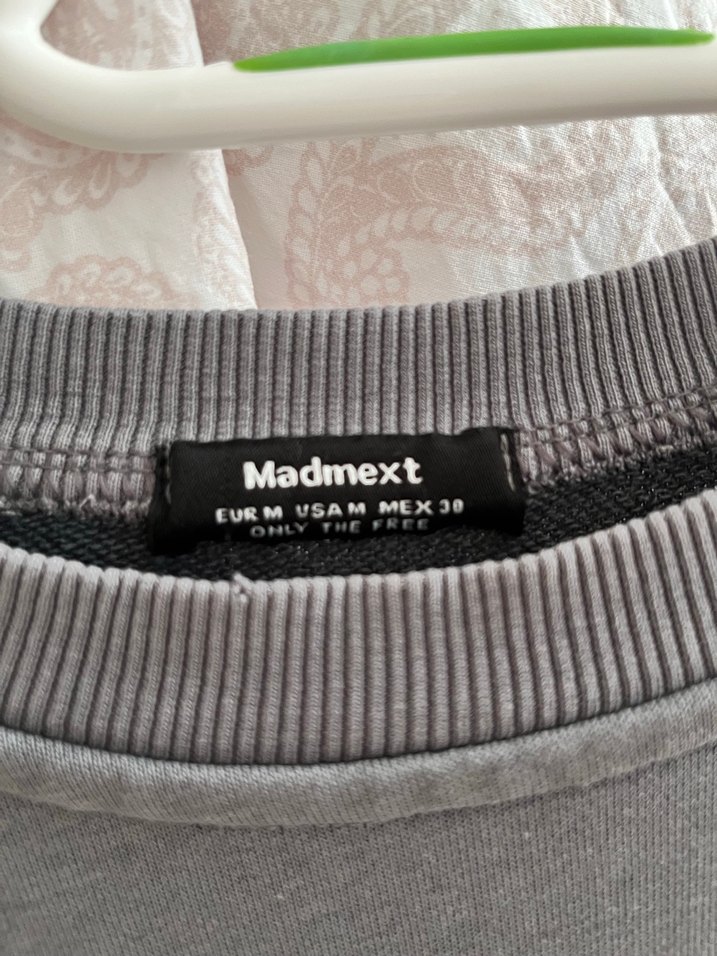 Madmext
EUR M USA M MEX 30
ONLY THE FREE